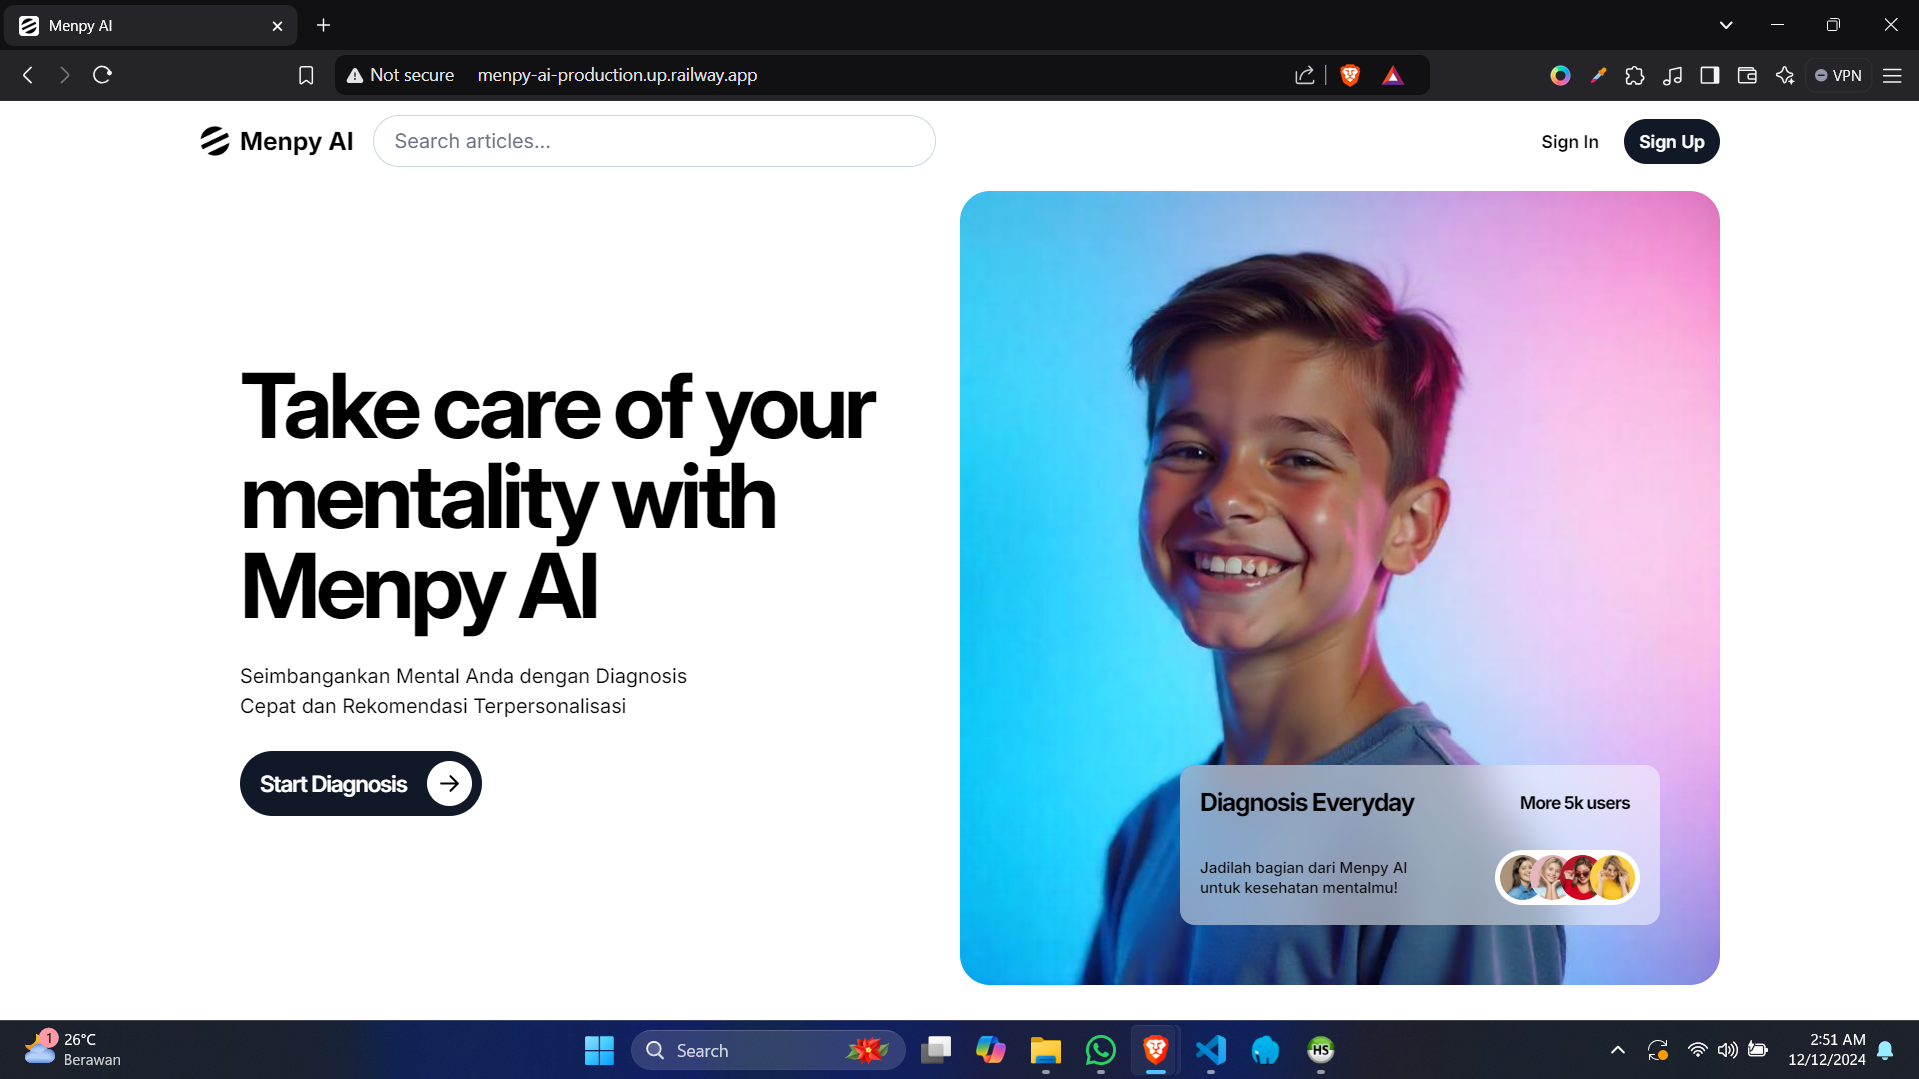 Menpy AI
Not secure menpy-ai-production.up.railway.app
VPN
Menpy AI
Search articles...
Sign In
Sign Up
Take care of your
mentality with
Menpy AI
Seimbangankan Mental Anda dengan Diagnosis
Cepat dan Rekomendasi Terpersonalisasi
Start Diagnosis
Diagnosis Everyday
More 5k users
Jadilah bagian dari Menpy AI
untuk kesehatan mentalmu!
1
26°C
Berawan
Search
HS
2:51 AM
12/12/2024